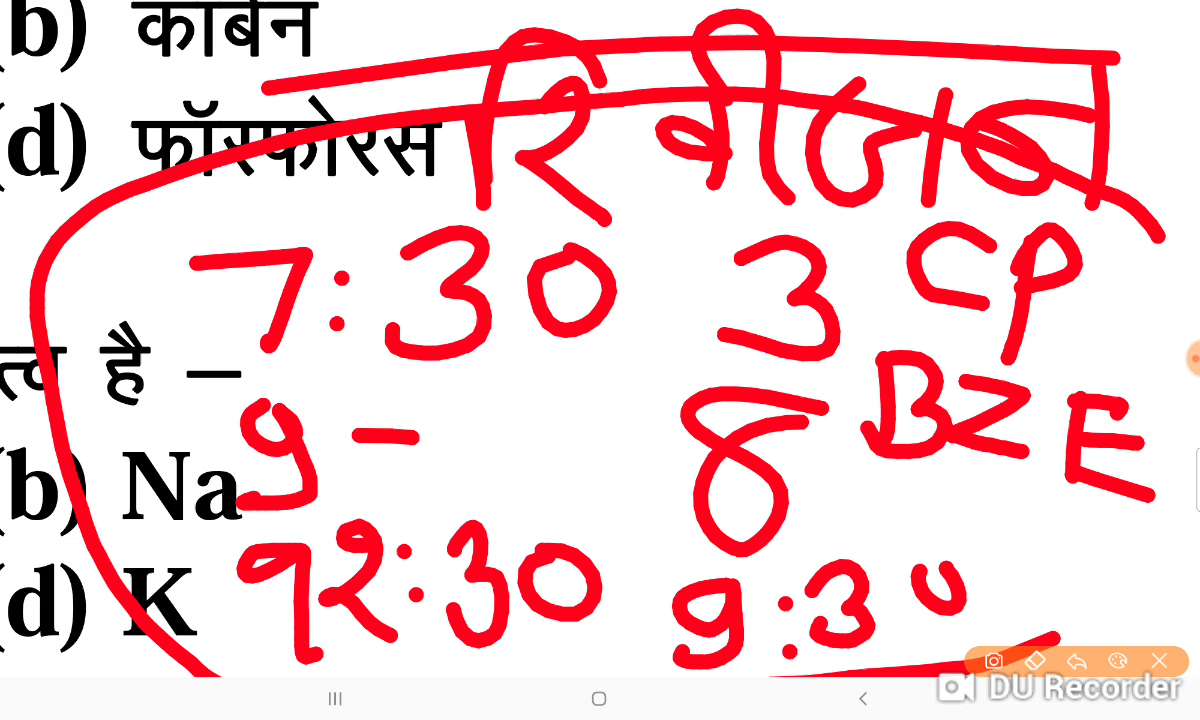 b) कार्बन
(d) फॉस्फोरस
रिवीजन
7:30 3 CP
त्व है –
9 – 8 BZE
(b) Na
12:30 9:30
(d) K
DU Recorder